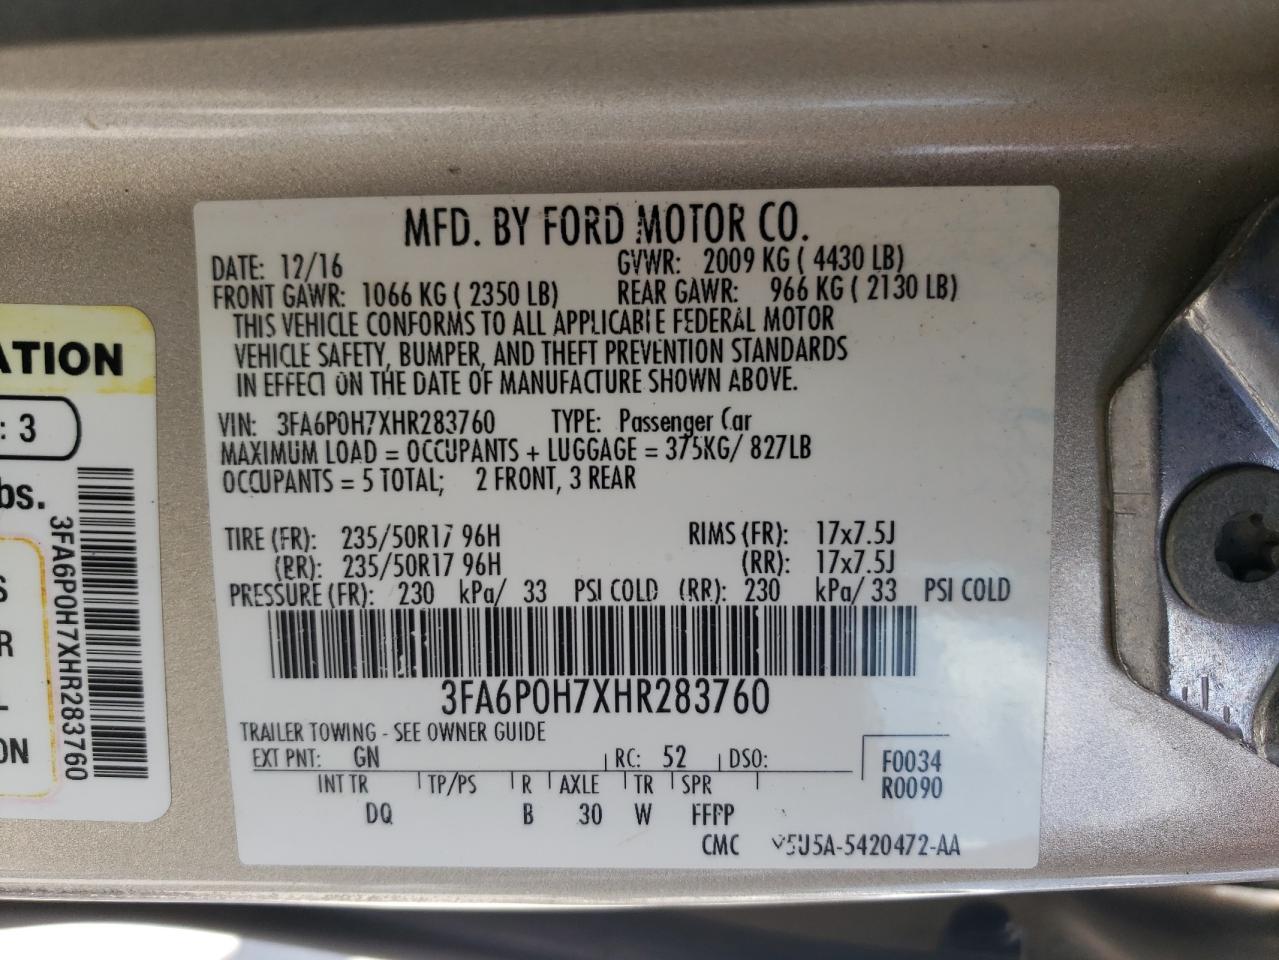 MFD. BY FORD MOTOR CO.
DATE: 12/16 GVWR: 2009 KG ( 4430 LB)
FRONT GAWR: 1066 KG ( 2350 LB) REAR GAWR: 966 KG ( 2130 LB)
THIS VEHICLE CONFORMS TO ALL APPLICABLE FEDERAL MOTOR
VEHICLE SAFETY, BUMPER, AND THEFT PREVENTION STANDARDS
IN EFFECT ON THE DATE OF MANUFACTURE SHOWN ABOVE.
VIN: 3FA6P0H7XHR283760 TYPE: Passenger Car
MAXIMUM LOAD = OCCUPANTS + LUGGAGE = 375KG/ 827LB
OCCUPANTS = 5 TOTAL; 2 FRONT, 3 REAR
TIRE (FR): 235/50R17 96H RIMS (FR): 17x7.5J
(RR): 235/50R17 96H (RR): 17x7.5J
PRESSURE (FR): 230 kPa/ 33 PSI COLD (RR): 230 kPa/ 33 PSI COLD
3FA6P0H7XHR283760
TRAILER TOWING - SEE OWNER GUIDE
EXT PNT: GN RC: 52 DSO:
F0034
R0090
INT TR TP/PS R AXLE TR SPR
DQ B 30 W FFPP
CMC 5U5A-5420472-AA
ATION
: 3
bs.
3FA6P0H7XHR283760
S
R
L
ON